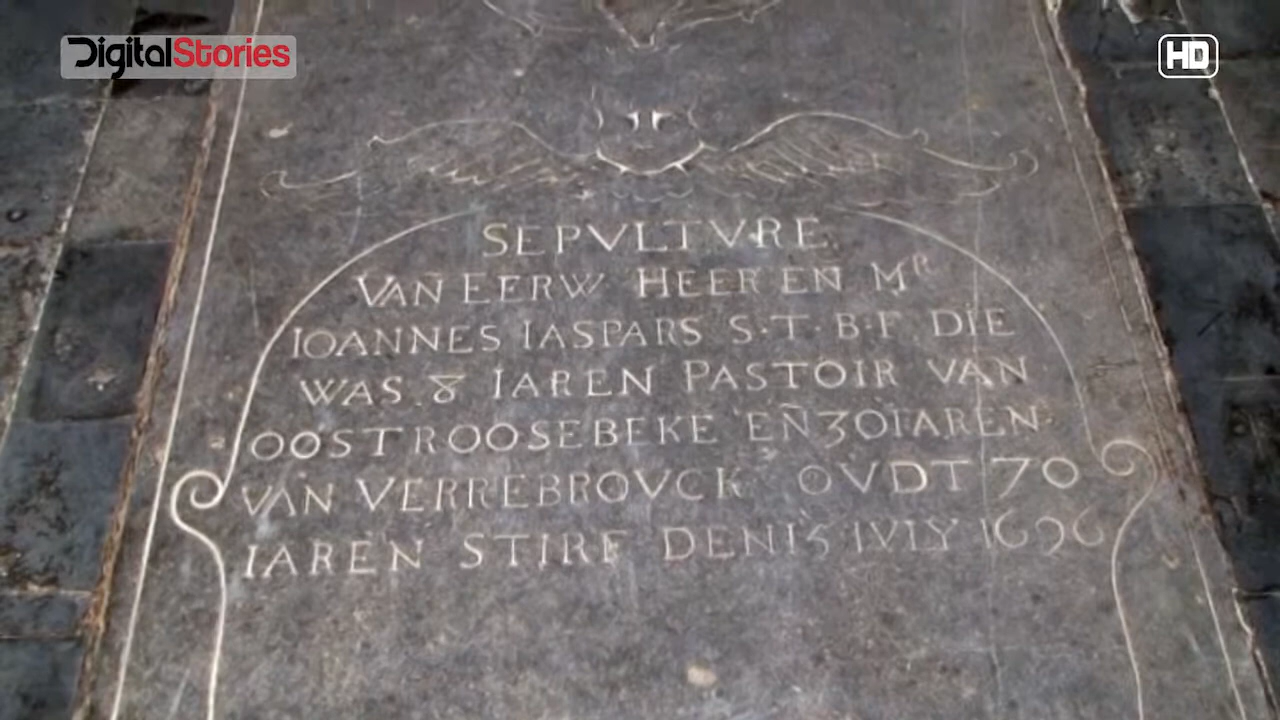 DigitalStories
HD
SEPVLTVRE
VAN EERW HEER EN̄ MR
IOANNES IASPARS S·T·B·F DIE
WAS 8 IAREN PASTOIR VAN
OOSTROOSEBEKE EÑ 30 IAREN
VAN VERREBROVCK OVDT 70
IAREN STIRF DEN 15 IVLY 1696